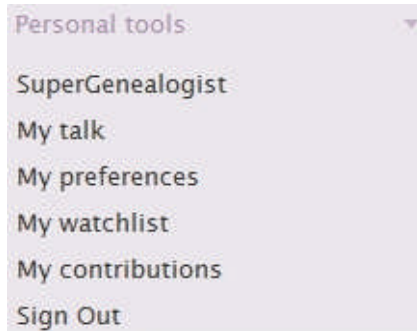 Personal tools
SuperGenealogist
My talk
My preferences
My watchlist
My contributions
Sign Out